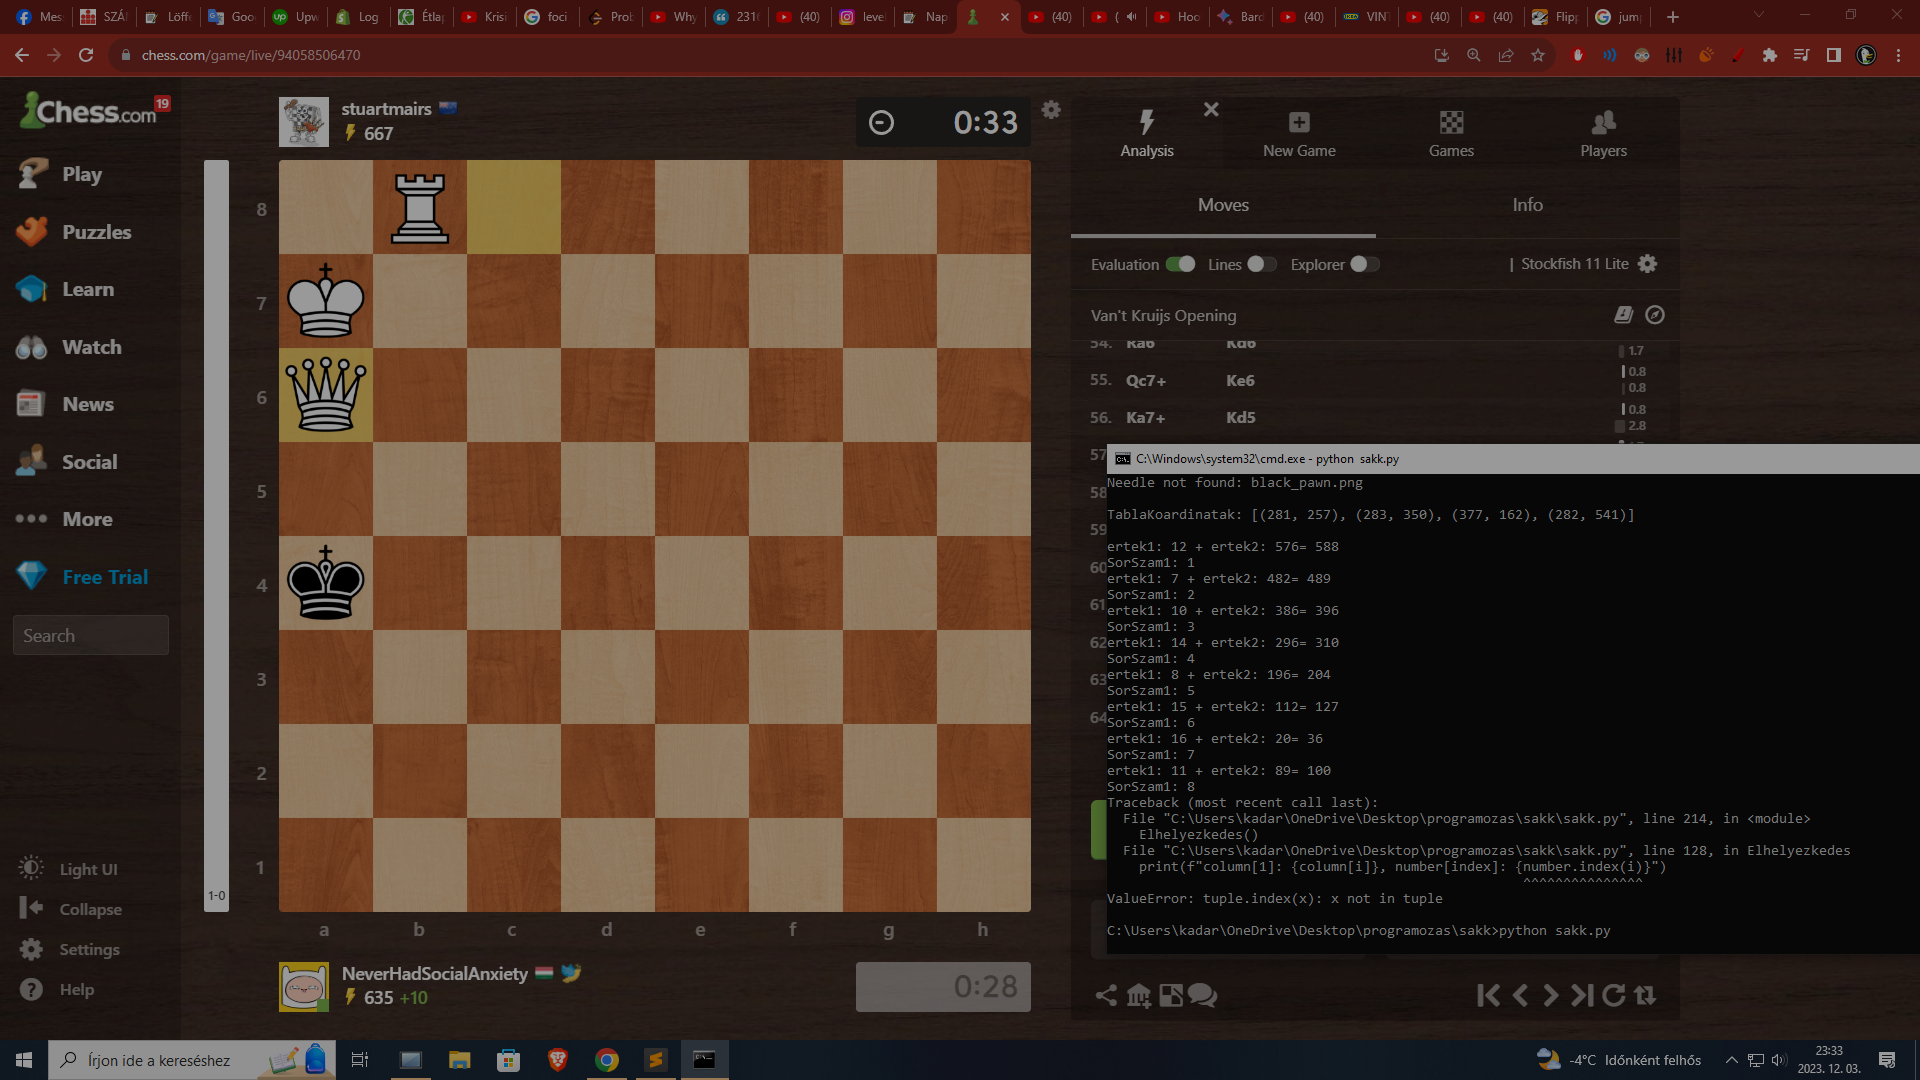 Mes:
SZÁ
Löffe
Goo
Upw
Log
Étlap
Krist
foci
Prob
Why
231
(40)
level
Nap
(40)
(
Hoo
Bard
(40)
VINT
(40)
(40)
Flipp
jum
chess.com/game/live/94058506470
Chess.com
19
Play
Puzzles
Learn
Watch
News
Social
More
Free Trial
Search
Light UI
Collapse
Settings
Help
stuartmairs
667
0:33
8
7
6
5
4
3
2
1
a b c d e f g h
1-0
NeverHadSocialAnxiety
635 +10
0:28
Analysis
New Game
Games
Players
Moves
Info
Evaluation
Lines
Explorer
| Stockfish 11 Lite
Van't Kruijs Opening
54. Ra6 Kd6
1.7
55. Qc7+ Ke6
0.8
0.8
56. Ka7+ Kd5
0.8
2.8
57
58
59
60
61
62
63
64
C:\Windows\system32\cmd.exe - python  sakk.py
Needle not found: black_pawn.png
TablaKoardinatak: [(281, 257), (283, 350), (377, 162), (282, 541)]
ertek1: 12 + ertek2: 576= 588
SorSzam1: 1
ertek1: 7 + ertek2: 482= 489
SorSzam1: 2
ertek1: 10 + ertek2: 386= 396
SorSzam1: 3
ertek1: 14 + ertek2: 296= 310
SorSzam1: 4
ertek1: 8 + ertek2: 196= 204
SorSzam1: 5
ertek1: 15 + ertek2: 112= 127
SorSzam1: 6
ertek1: 16 + ertek2: 20= 36
SorSzam1: 7
ertek1: 11 + ertek2: 89= 100
SorSzam1: 8
Traceback (most recent call last):
File "C:\Users\kadar\OneDrive\Desktop\programozas\sakk\sakk.py", line 214, in <module>
Elhelyezkedes()
File "C:\Users\kadar\OneDrive\Desktop\programozas\sakk\sakk.py", line 128, in Elhelyezkedes
print(f"column[1]: {column[i]}, number[index]: {number.index(i)}")
^^^^^^^^^^^^^^^
ValueError: tuple.index(x): x not in tuple
C:\Users\kadar\OneDrive\Desktop\programozas\sakk>python sakk.py
Írjon ide a kereséshez
-4°C Időnként felhős
23:33
2023. 12. 03.